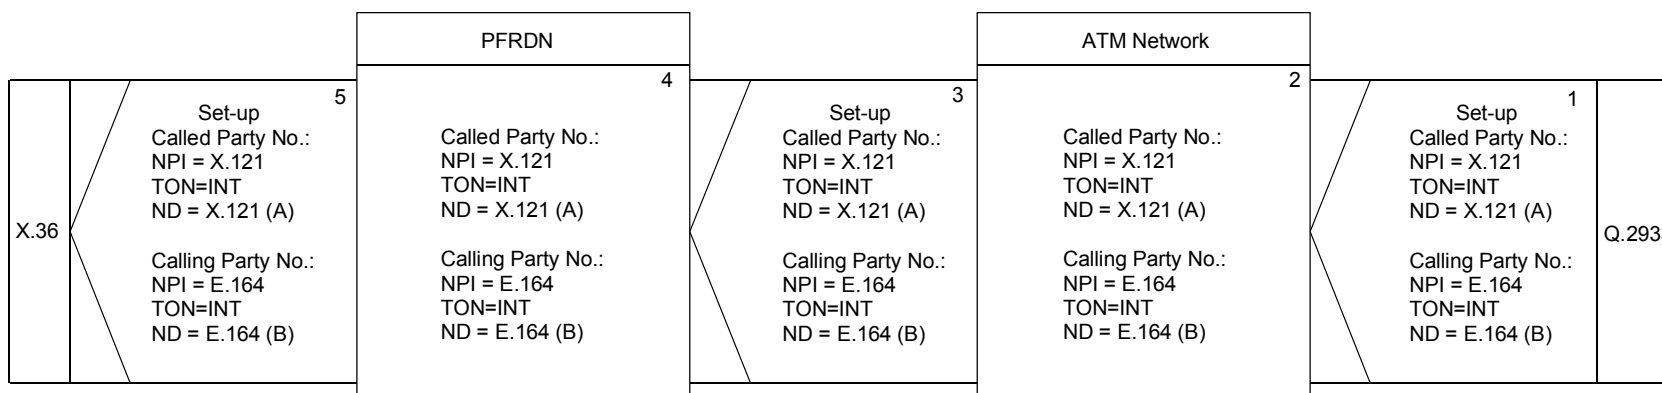 PFRDN
ATM Network
X.36
5
Set-up
Called Party No.:
NPI = X.121
TON=INT
ND = X.121 (A)
Calling Party No.:
NPI = E.164
TON=INT
ND = E.164 (B)
4
Called Party No.:
NPI = X.121
TON=INT
ND = X.121 (A)
Calling Party No.:
NPI = E.164
TON=INT
ND = E.164 (B)
3
Set-up
Called Party No.:
NPI = X.121
TON=INT
ND = X.121 (A)
Calling Party No.:
NPI = E.164
TON=INT
ND = E.164 (B)
2
Called Party No.:
NPI = X.121
TON=INT
ND = X.121 (A)
Calling Party No.:
NPI = E.164
TON=INT
ND = E.164 (B)
1
Set-up
Called Party No.:
NPI = X.121
TON=INT
ND = X.121 (A)
Calling Party No.:
NPI = E.164
TON=INT
ND = E.164 (B)